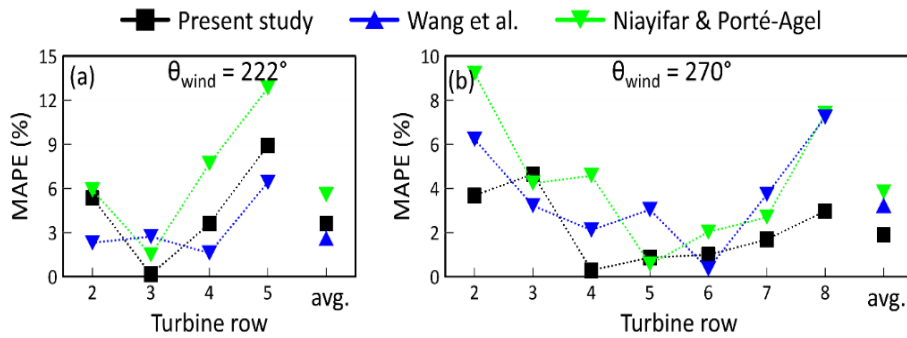 Present study Wang et al. Niayifar & Porté-Agel
(a) θwind = 222°
MAPE (%)
15
12
9
6
3
0
2 3 4 5 avg.
Turbine row
(b) θwind = 270°
MAPE (%)
10
8
6
4
2
0
2 3 4 5 6 7 8 avg.
Turbine row